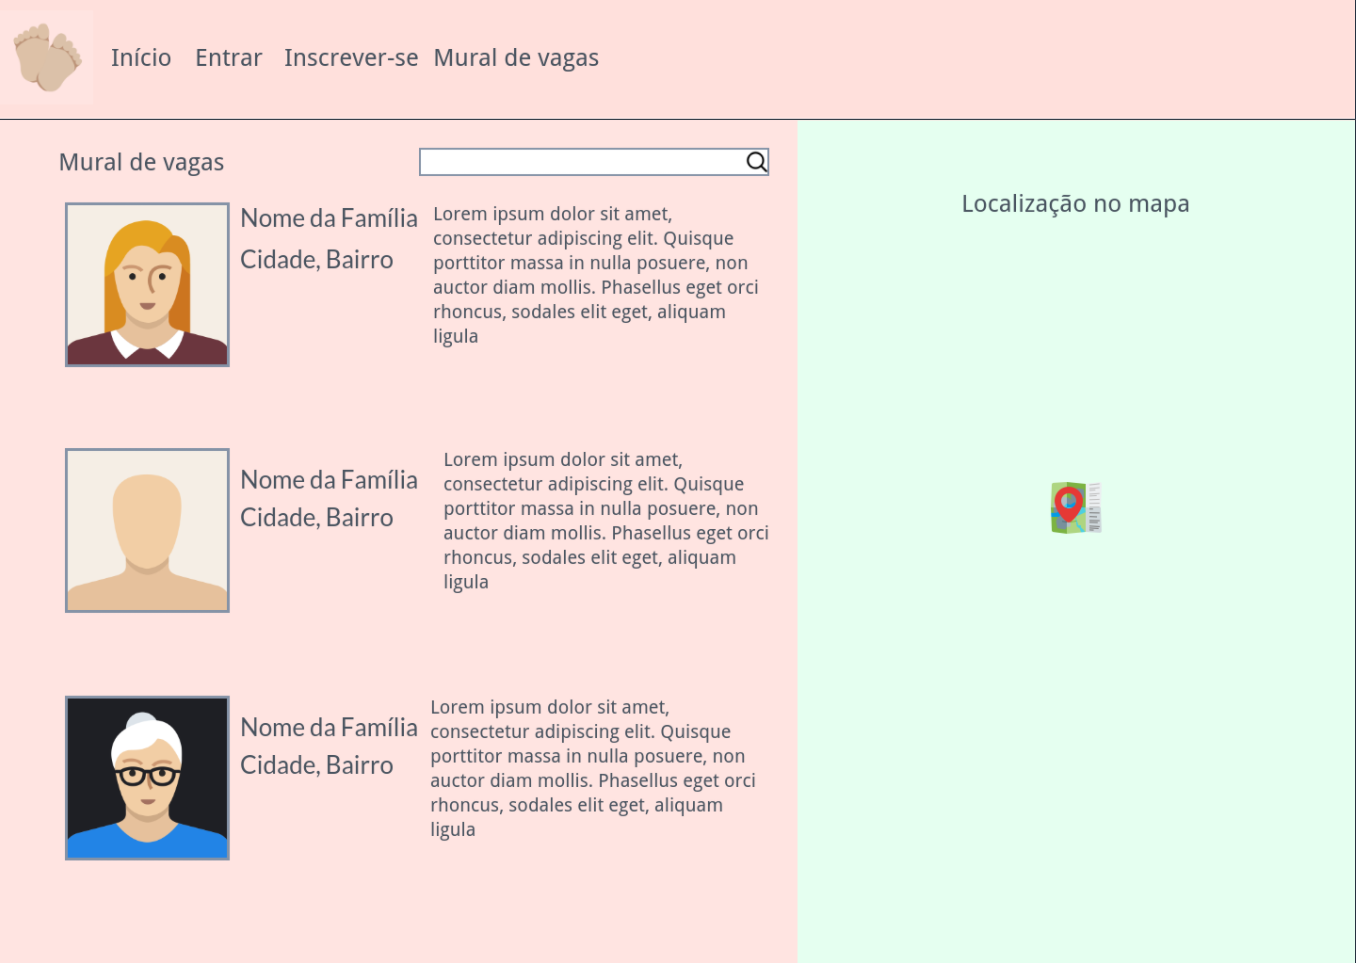 Início
Entrar
Inscrever-se
Mural de vagas
Mural de vagas
Nome da Família
Cidade, Bairro
Lorem ipsum dolor sit amet,
consectetur adipiscing elit. Quisque
porttitor massa in nulla posuere, non
auctor diam mollis. Phasellus eget orci
rhoncus, sodales elit eget, aliquam
ligula
Nome da Família
Cidade, Bairro
Lorem ipsum dolor sit amet,
consectetur adipiscing elit. Quisque
porttitor massa in nulla posuere, non
auctor diam mollis. Phasellus eget orci
rhoncus, sodales elit eget, aliquam
ligula
Nome da Família
Cidade, Bairro
Lorem ipsum dolor sit amet,
consectetur adipiscing elit. Quisque
porttitor massa in nulla posuere, non
auctor diam mollis. Phasellus eget orci
rhoncus, sodales elit eget, aliquam
ligula
Localização no mapa